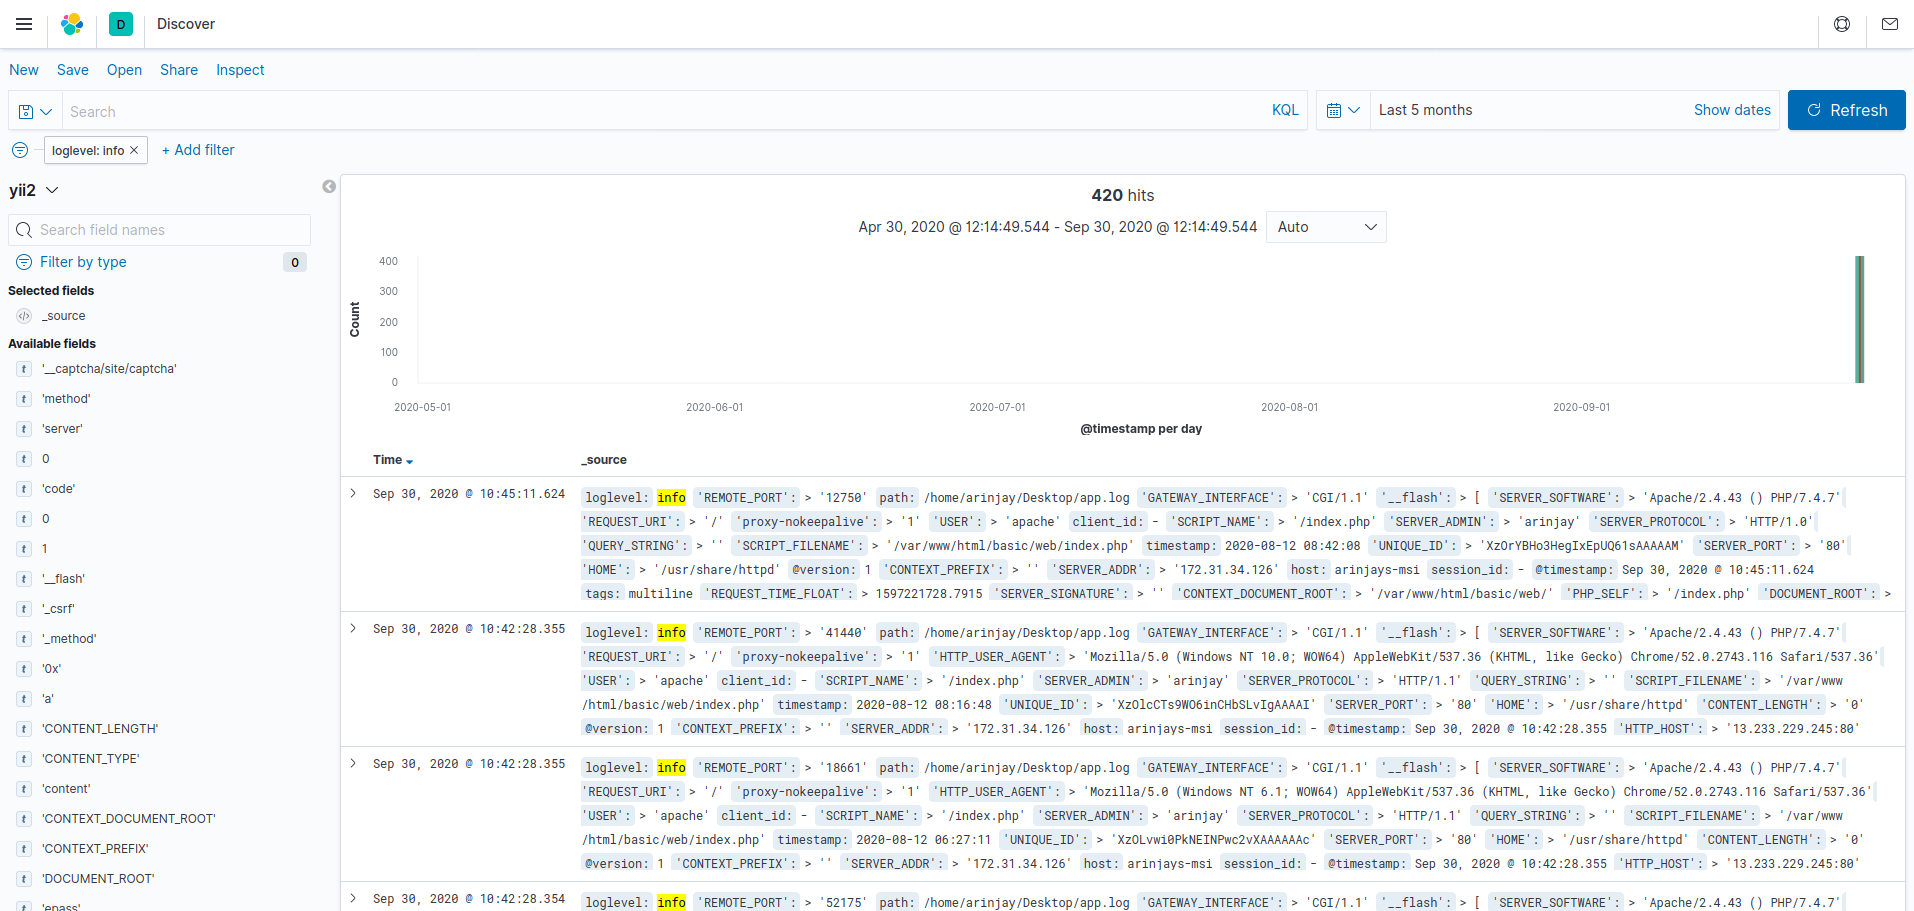 D Discover
New Save Open Share Inspect
Search KQL Last 5 months Show dates Refresh
loglevel: info × + Add filter
yii2
Search field names
Filter by type 0
Selected fields
_source
Available fields
'__captcha/site/captcha'
'method'
'server'
0
'code'
0
1
'__flash'
'_csrf'
'_method'
'0x'
'a'
'CONTENT_LENGTH'
'CONTENT_TYPE'
'content'
'CONTEXT_DOCUMENT_ROOT'
'CONTEXT_PREFIX'
'DOCUMENT_ROOT'
'epass'
420 hits
Apr 30, 2020 @ 12:14:49.544 - Sep 30, 2020 @ 12:14:49.544 Auto
400
300
200
100
0
Count
2020-05-01 2020-06-01 2020-07-01 2020-08-01 2020-09-01
@timestamp per day
Time _source
Sep 30, 2020 @ 10:45:11.624 loglevel: info 'REMOTE_PORT': > '12750' path: /home/arinjay/Desktop/app.log 'GATEWAY_INTERFACE': > 'CGI/1.1' '__flash': > [ 'SERVER_SOFTWARE': > 'Apache/2.4.43 () PHP/7.4.7'
'REQUEST_URI': > '/' 'proxy-nokeepalive': > '1' 'USER': > 'apache' client_id: - 'SCRIPT_NAME': > '/index.php' 'SERVER_ADMIN': > 'arinjay' 'SERVER_PROTOCOL': > 'HTTP/1.0'
'QUERY_STRING': > '' 'SCRIPT_FILENAME': > '/var/www/html/basic/web/index.php' timestamp: 2020-08-12 08:42:08 'UNIQUE_ID': > 'XzOrYBHo3HegIxEpUQ61sAAAAAM' 'SERVER_PORT': > '80'
'HOME': > '/usr/share/httpd' @version: 1 'CONTEXT_PREFIX': > '' 'SERVER_ADDR': > '172.31.34.126' host: arinjays-msi session_id: - @timestamp: Sep 30, 2020 @ 10:45:11.624
tags: multiline 'REQUEST_TIME_FLOAT': > 1597221728.7915 'SERVER_SIGNATURE': > '' 'CONTEXT_DOCUMENT_ROOT': > '/var/www/html/basic/web/' 'PHP_SELF': > '/index.php' 'DOCUMENT_ROOT': >
Sep 30, 2020 @ 10:42:28.355 loglevel: info 'REMOTE_PORT': > '41440' path: /home/arinjay/Desktop/app.log 'GATEWAY_INTERFACE': > 'CGI/1.1' '__flash': > [ 'SERVER_SOFTWARE': > 'Apache/2.4.43 () PHP/7.4.7'
'REQUEST_URI': > '/' 'proxy-nokeepalive': > '1' 'HTTP_USER_AGENT': > 'Mozilla/5.0 (Windows NT 10.0; WOW64) AppleWebKit/537.36 (KHTML, like Gecko) Chrome/52.0.2743.116 Safari/537.36'
'USER': > 'apache' client_id: - 'SCRIPT_NAME': > '/index.php' 'SERVER_ADMIN': > 'arinjay' 'SERVER_PROTOCOL': > 'HTTP/1.1' 'QUERY_STRING': > '' 'SCRIPT_FILENAME': > '/var/www
/html/basic/web/index.php' timestamp: 2020-08-12 08:16:48 'UNIQUE_ID': > 'XzOlcCTs9WO6inCHbSLvIgAAAAI' 'SERVER_PORT': > '80' 'HOME': > '/usr/share/httpd' 'CONTENT_LENGTH': > '0'
@version: 1 'CONTEXT_PREFIX': > '' 'SERVER_ADDR': > '172.31.34.126' host: arinjays-msi session_id: - @timestamp: Sep 30, 2020 @ 10:42:28.355 'HTTP_HOST': > '13.233.229.245:80'
Sep 30, 2020 @ 10:42:28.355 loglevel: info 'REMOTE_PORT': > '18661' path: /home/arinjay/Desktop/app.log 'GATEWAY_INTERFACE': > 'CGI/1.1' '__flash': > [ 'SERVER_SOFTWARE': > 'Apache/2.4.43 () PHP/7.4.7'
'REQUEST_URI': > '/' 'proxy-nokeepalive': > '1' 'HTTP_USER_AGENT': > 'Mozilla/5.0 (Windows NT 6.1; WOW64) AppleWebKit/537.36 (KHTML, like Gecko) Chrome/52.0.2743.116 Safari/537.36'
'USER': > 'apache' client_id: - 'SCRIPT_NAME': > '/index.php' 'SERVER_ADMIN': > 'arinjay' 'SERVER_PROTOCOL': > 'HTTP/1.1' 'QUERY_STRING': > '' 'SCRIPT_FILENAME': > '/var/www
/html/basic/web/index.php' timestamp: 2020-08-12 06:27:11 'UNIQUE_ID': > 'XzOLvwi0PkNEINPwc2vXAAAAAAc' 'SERVER_PORT': > '80' 'HOME': > '/usr/share/httpd' 'CONTENT_LENGTH': > '0'
@version: 1 'CONTEXT_PREFIX': > '' 'SERVER_ADDR': > '172.31.34.126' host: arinjays-msi session_id: - @timestamp: Sep 30, 2020 @ 10:42:28.355 'HTTP_HOST': > '13.233.229.245:80'
Sep 30, 2020 @ 10:42:28.354 loglevel: info 'REMOTE_PORT': > '52175' path: /home/arinjay/Desktop/app.log 'GATEWAY_INTERFACE': > 'CGI/1.1' '__flash': > [ 'SERVER_SOFTWARE': > 'Apache/2.4.43 () PHP/7.4.7'